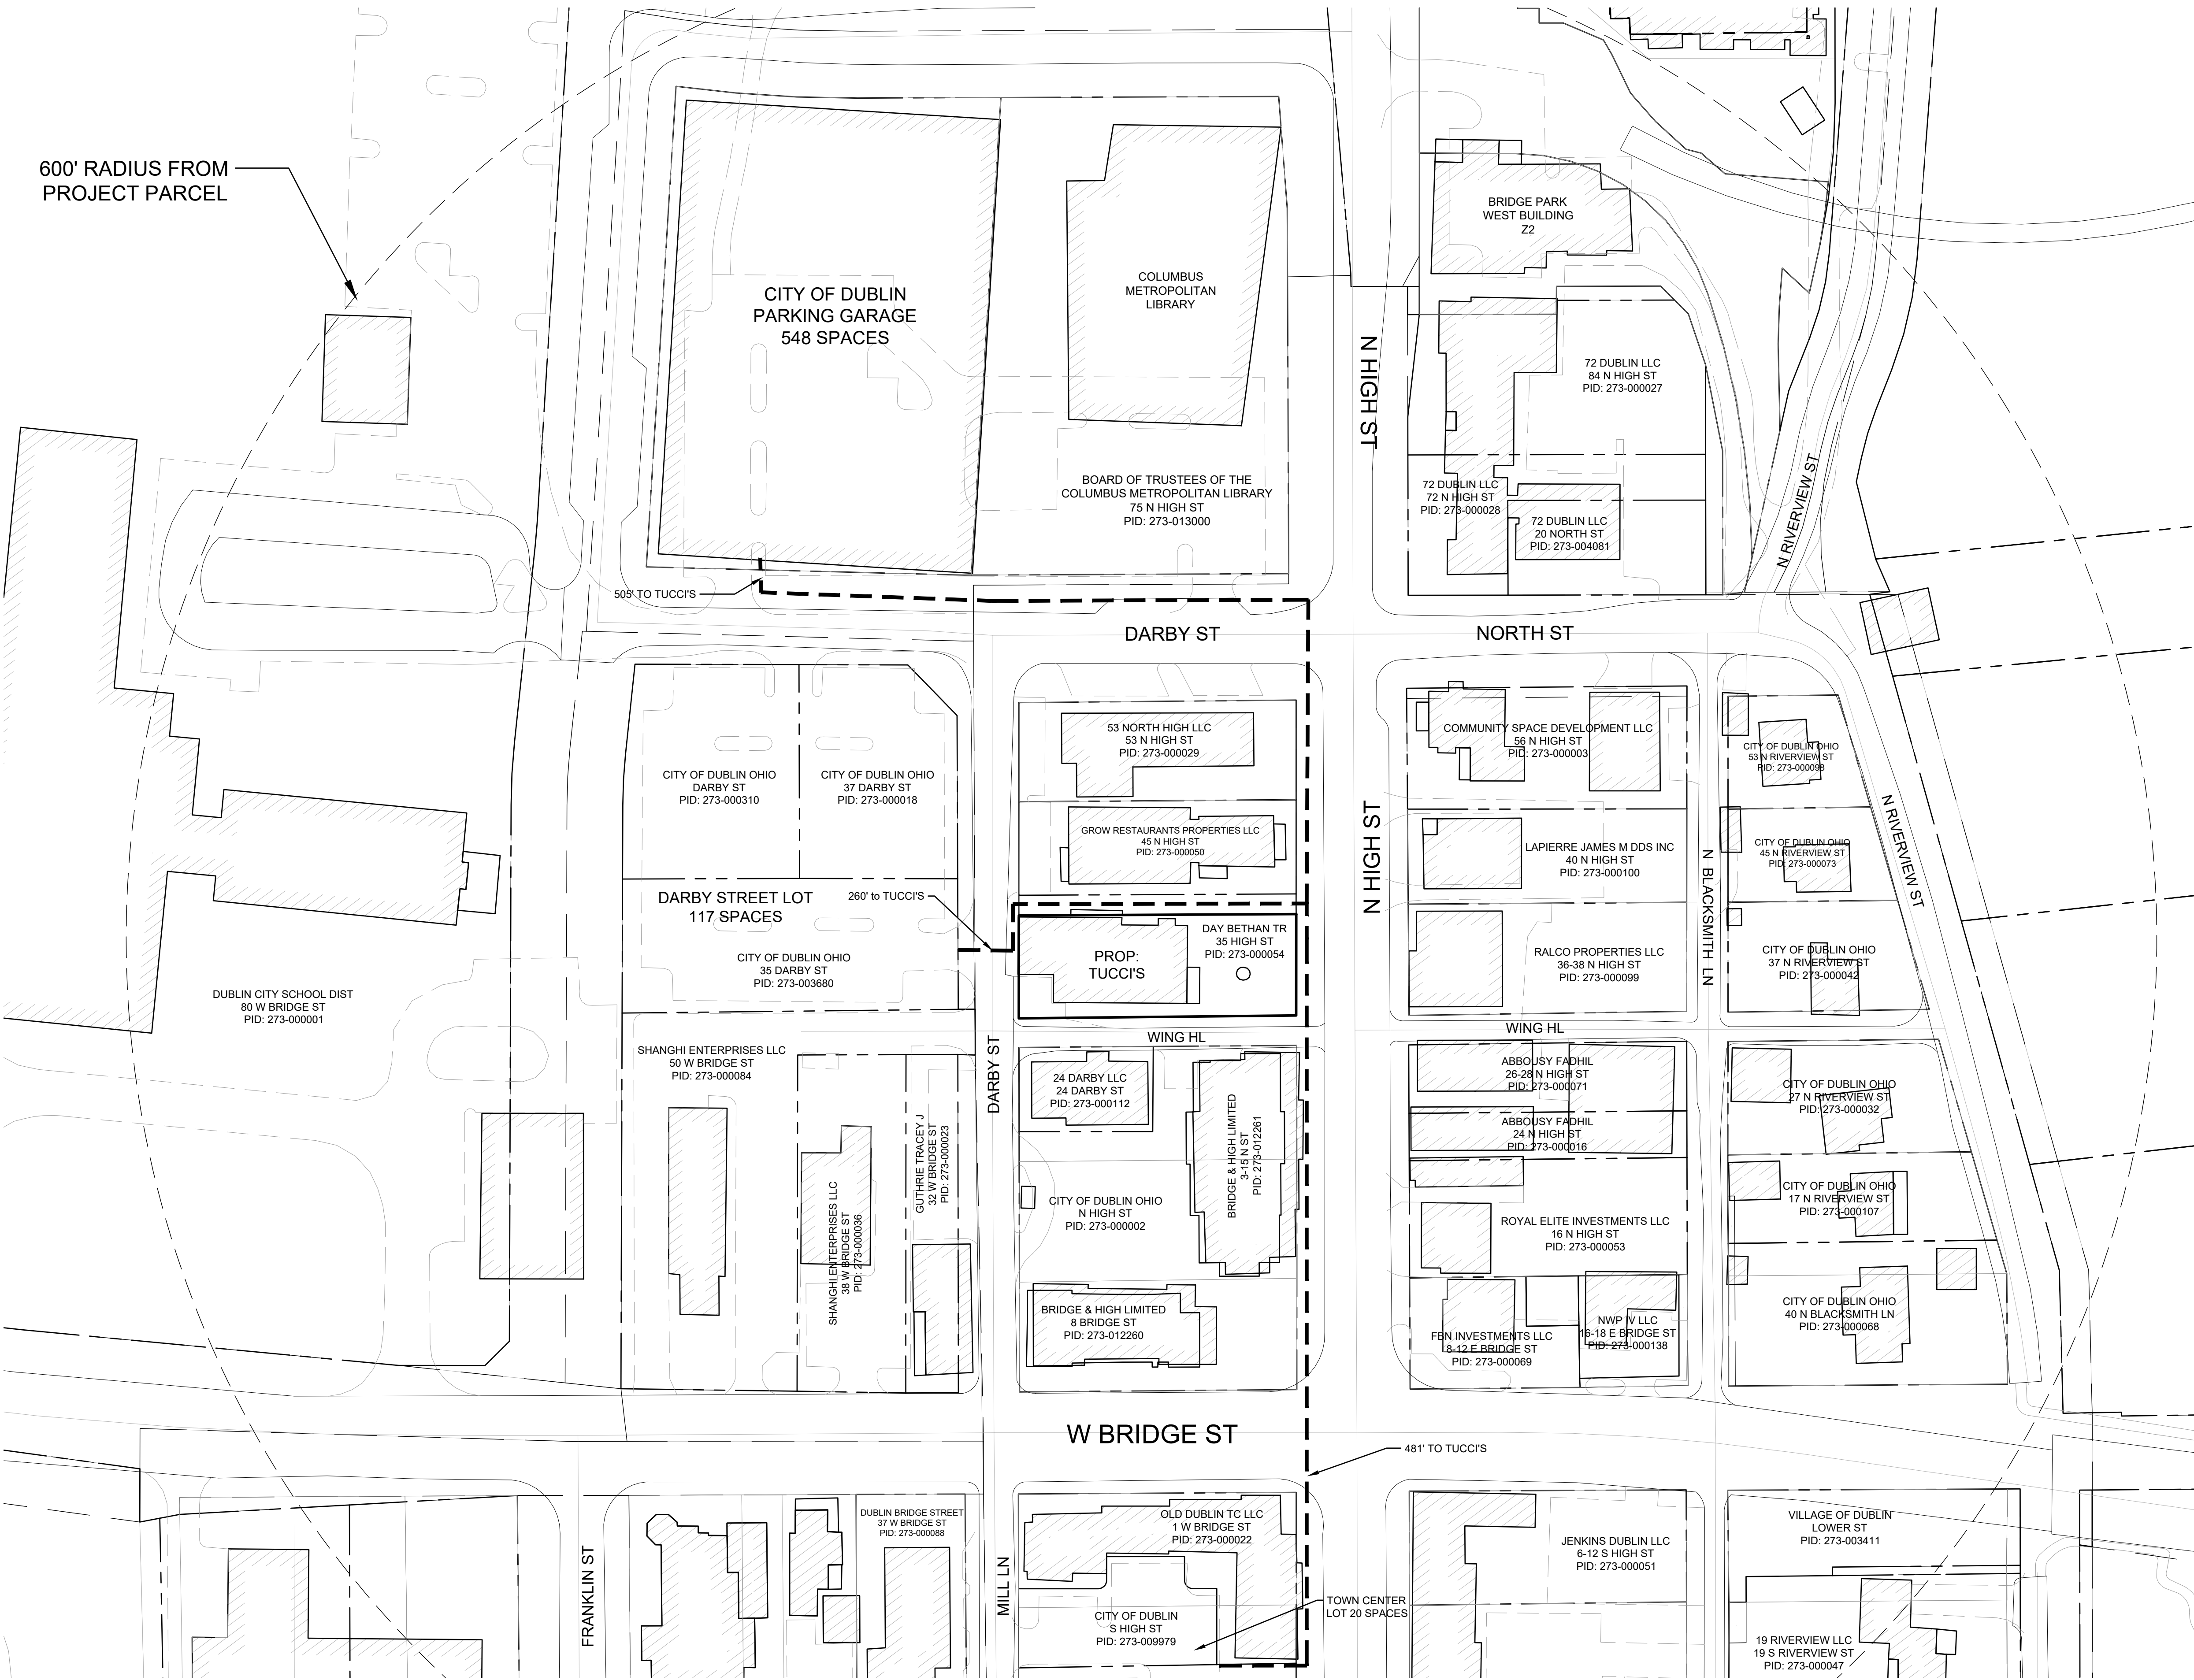 600' RADIUS FROM
PROJECT PARCEL
CITY OF DUBLIN
PARKING GARAGE
548 SPACES
COLUMBUS
METROPOLITAN
LIBRARY
BRIDGE PARK
WEST BUILDING
Z2
N HIGH ST
72 DUBLIN LLC
84 N HIGH ST
PID: 273-000027
BOARD OF TRUSTEES OF THE
COLUMBUS METROPOLITAN LIBRARY
75 N HIGH ST
PID: 273-013000
72 DUBLIN LLC
72 N HIGH ST
PID: 273-000028
72 DUBLIN LLC
20 NORTH ST
PID: 273-004081
N RIVERVIEW ST
505' TO TUCCI'S
DARBY ST
NORTH ST
53 NORTH HIGH LLC
53 N HIGH ST
PID: 273-000029
COMMUNITY SPACE DEVELOPMENT LLC
56 N HIGH ST
PID: 273-000003
CITY OF DUBLIN OHIO
53 N RIVERVIEW ST
PID: 273-000098
CITY OF DUBLIN OHIO
DARBY ST
PID: 273-000310
CITY OF DUBLIN OHIO
37 DARBY ST
PID: 273-000018
GROW RESTAURANTS PROPERTIES LLC
45 N HIGH ST
PID: 273-000050
N HIGH ST
LAPIERRE JAMES M DDS INC
40 N HIGH ST
PID: 273-000100
N BLACKSMITH LN
CITY OF DUBLIN OHIO
45 N RIVERVIEW ST
PID: 273-000073
N RIVERVIEW ST
DARBY STREET LOT
117 SPACES
260' to TUCCI'S
CITY OF DUBLIN OHIO
35 DARBY ST
PID: 273-003680
PROP:
TUCCI'S
DAY BETHAN TR
35 HIGH ST
PID: 273-000054
RALCO PROPERTIES LLC
36-38 N HIGH ST
PID: 273-000099
CITY OF DUBLIN OHIO
37 N RIVERVIEW ST
PID: 273-000042
DUBLIN CITY SCHOOL DIST
80 W BRIDGE ST
PID: 273-000001
WING HL
WING HL
SHANGHI ENTERPRISES LLC
50 W BRIDGE ST
PID: 273-000084
DARBY ST
24 DARBY LLC
24 DARBY ST
PID: 273-000112
BRIDGE & HIGH LIMITED
3-15 N ST
PID: 273-012261
ABBOUSY FADHIL
26-28 N HIGH ST
PID: 273-000071
ABBOUSY FADHIL
24 N HIGH ST
PID: 273-000016
CITY OF DUBLIN OHIO
27 N RIVERVIEW ST
PID: 273-000032
SHANGHI ENTERPRISES LLC
38 W BRIDGE ST
PID: 273-000036
GUTHRIE TRACEY J
32 W BRIDGE ST
PID: 273-000023
CITY OF DUBLIN OHIO
N HIGH ST
PID: 273-000002
ROYAL ELITE INVESTMENTS LLC
16 N HIGH ST
PID: 273-000053
CITY OF DUBLIN OHIO
17 N RIVERVIEW ST
PID: 273-000107
BRIDGE & HIGH LIMITED
8 BRIDGE ST
PID: 273-012260
FBN INVESTMENTS LLC
8-12 E BRIDGE ST
PID: 273-000069
NWP IV LLC
16-18 E BRIDGE ST
PID: 273-000138
CITY OF DUBLIN OHIO
40 N BLACKSMITH LN
PID: 273-000068
W BRIDGE ST
481' TO TUCCI'S
FRANKLIN ST
DUBLIN BRIDGE STREET
37 W BRIDGE ST
PID: 273-000088
MILL LN
OLD DUBLIN TC LLC
1 W BRIDGE ST
PID: 273-000022
JENKINS DUBLIN LLC
6-12 S HIGH ST
PID: 273-000051
VILLAGE OF DUBLIN
LOWER ST
PID: 273-003411
CITY OF DUBLIN
S HIGH ST
PID: 273-009979
TOWN CENTER
LOT 20 SPACES
19 RIVERVIEW LLC
19 S RIVERVIEW ST
PID: 273-000047